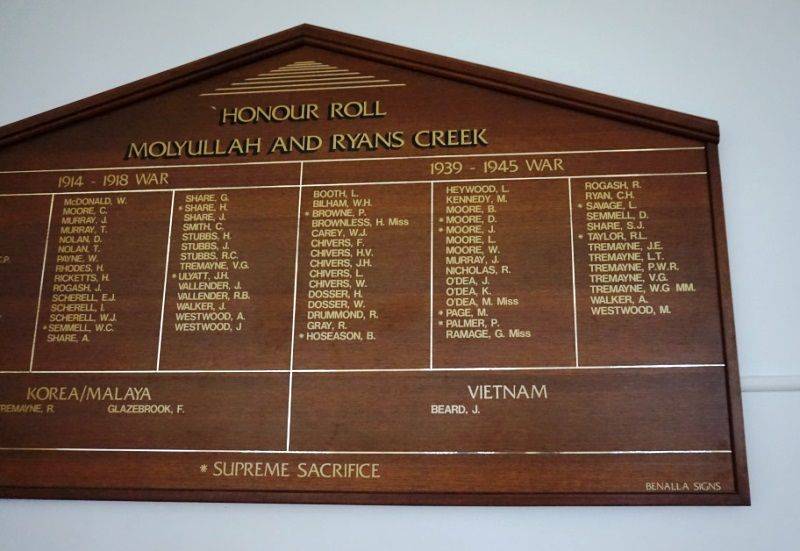 HONOUR ROLL
MOLYULLAH AND RYANS CREEK
1914 - 1918 WAR
C.P.
McDONALD, W.
MOORE, C.
MURRAY, J.
MURRAY, T.
NOLAN, D.
NOLAN, T.
PAYNE, W.
RHODES, H.
RICKETTS, H.
ROGASH, J.
SCHERELL, E.J.
SCHERELL, I.
SCHERELL, W.J.
* SEMMELL, W.C.
SHARE, A.
SHARE, G.
* SHARE, H.
SHARE, J.
SMITH, C.
STUBBS, H.
STUBBS, J.
STUBBS, R.C.
TREMAYNE, V.G.
* ULYATT, J.H.
VALLENDER, J.
VALLENDER, R.B.
WALKER, J.
WESTWOOD, A.
WESTWOOD, J
1939 - 1945 WAR
BOOTH, L.
BILHAM, W.H.
* BROWNE, P.
BROWNLESS, H. Miss
CAREY, W.J.
CHIVERS, F.
CHIVERS, H.V.
CHIVERS, J.H.
CHIVERS, L.
CHIVERS, W.
DOSSER, H.
DOSSER, W.
DRUMMOND, R.
GRAY, R.
* HOSEASON, B.
HEYWOOD, L.
KENNEDY, M.
MOORE, B.
* MOORE, D.
* MOORE, J.
MOORE, L.
MOORE, W.
MURRAY, J.
NICHOLAS, R.
O'DEA, J.
O'DEA, K.
O'DEA, M. Miss
* PAGE, M.
* PALMER, P.
RAMAGE, G. Miss
ROGASH, R.
RYAN, C.H.
* SAVAGE, L.
SEMMELL, D.
SHARE, S.J.
* TAYLOR, R.L.
TREMAYNE, J.E.
TREMAYNE, L.T.
TREMAYNE, P.W.R.
TREMAYNE, V.G.
TREMAYNE, W.G MM.
WALKER, A.
WESTWOOD, M.
KOREA/MALAYA
TREMAYNE, R. GLAZEBROOK, F.
VIETNAM
BEARD, J.
* SUPREME SACRIFICE
BENALLA SIGNS